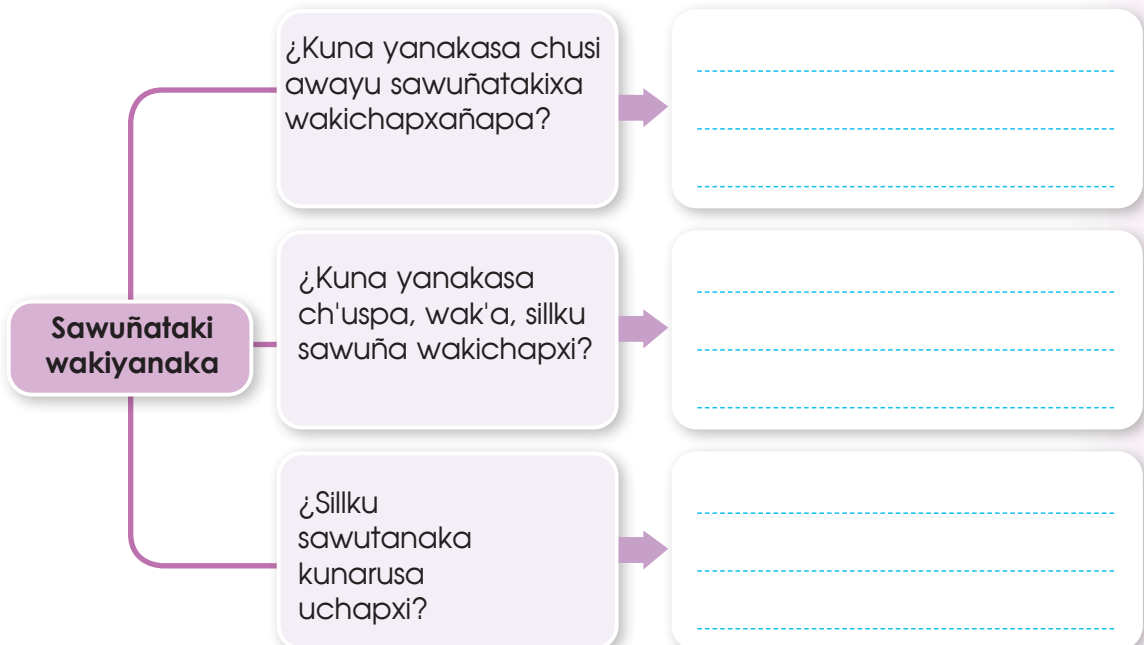 ¿Kuna yanakasa chusi
awayu sawuñatakixa
wakichapxañapa?
Sawuñataki
wakiyanaka
¿Kuna yanakasa
ch'uspa, wak'a, sillku
sawuña wakichapxi?
¿Sillku
sawutanaka
kunarusa
uchapxi?